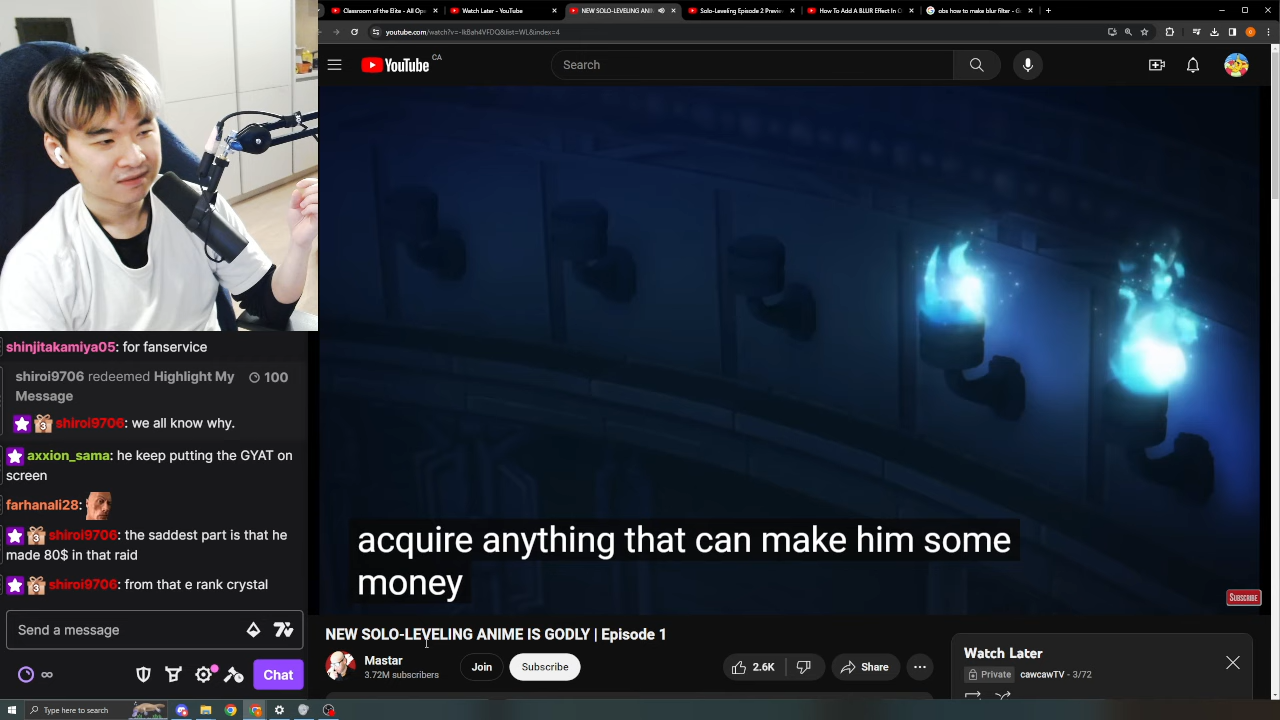 Classroom of the Elite - All Op
Watch Later - YouTube
NEW SOLO-LEVELING ANI
Solo-Leveling Episode 2 Previe
How To Add A BLUR Effect In O
obs how to make blur filter - G
youtube.com/watch?v=-lkBah4VFDQ&list=WL&index=4
YouTube CA
Search
shinjitakamiya05: for fanservice
shiroi9706 redeemed Highlight My
Message
100
3 shiroi9706: we all know why.
axxion_sama: he keep putting the GYAT on
screen
farhanali28:
3 shiroi9706: the saddest part is that he
made 80$ in that raid
3 shiroi9706: from that e rank crystal
Send a message
Chat
acquire anything that can make him some
money
SUBSCRIBE
NEW SOLO-LEVELING ANIME IS GODLY | Episode 1
Mastar
3.72M subscribers
Join
Subscribe
2.6K
Share
Watch Later
Private cawcawTV - 3/72
Type here to search